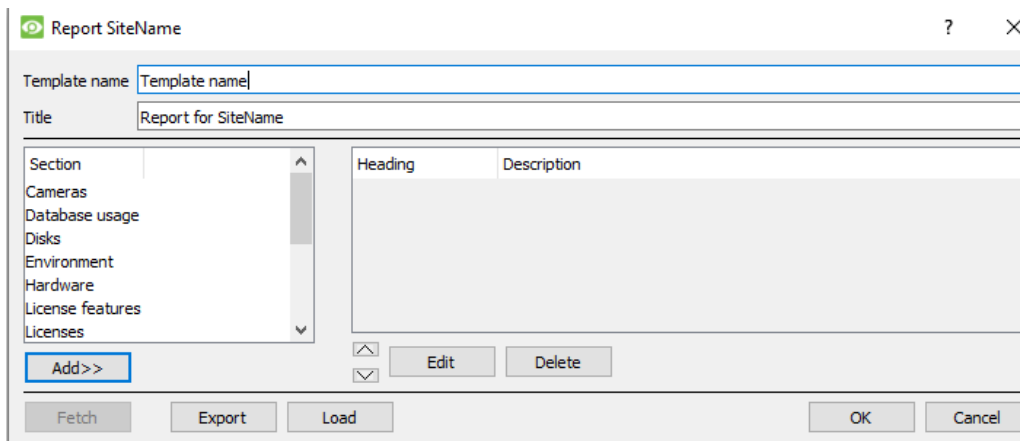 Report SiteName ?
Template name Template name
Title Report for SiteName
Section
Cameras
Database usage
Disks
Environment
Hardware
License features
Licenses
Heading Description
Add>>
Edit Delete
Fetch Export Load OK Cancel